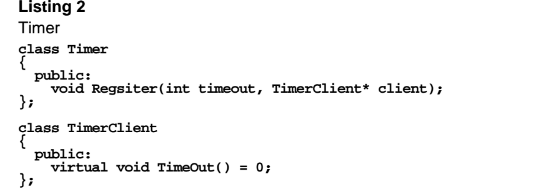 Listing 2
Timer
class Timer
{
public:
void Regsiter(int timeout, TimerClient* client);
};
class TimerClient
{
public:
virtual void TimeOut() = 0;
};